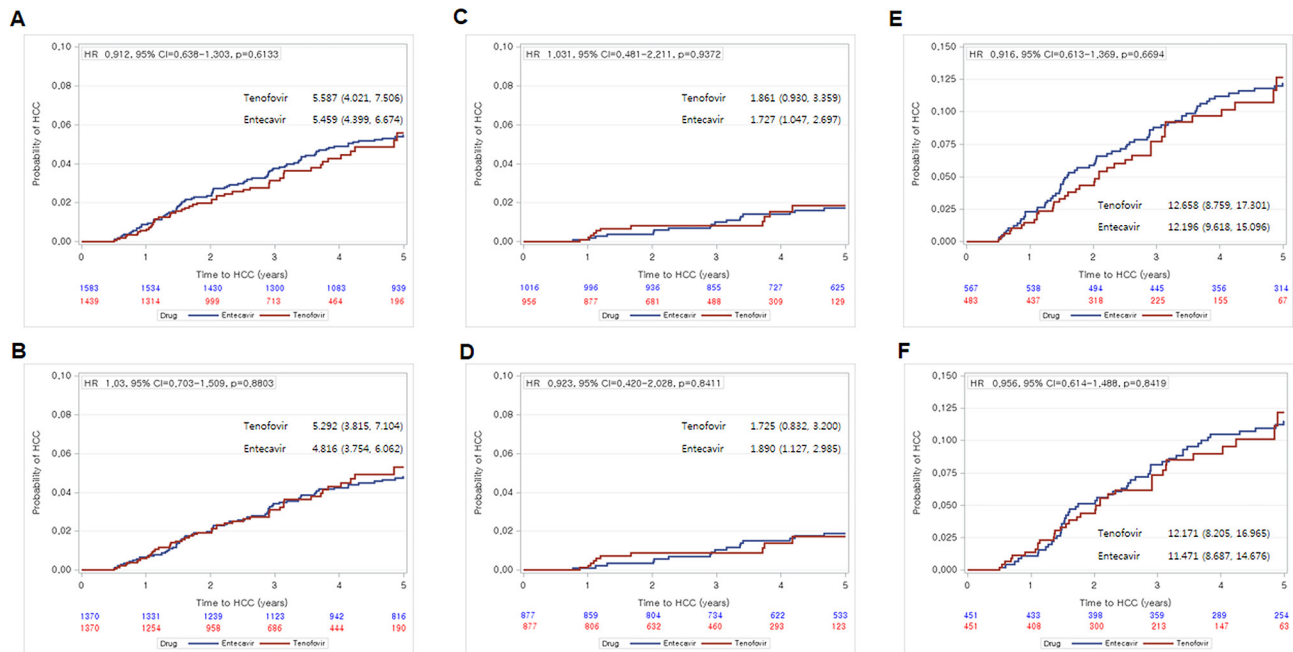 A
HR 0,912, 95% CI=0,638-1,303, p=0,6133
Tenofovir 5.587 (4.021, 7.506)
Entecavir 5.459 (4.399, 6.674)
Probability of HCC
0,10
0,08
0,06
0,04
0,02
0,00
0 1 2 3 4 5
Time to HCC (years)
1583 1534 1430 1300 1083 939
1439 1314 999 713 464 196
Drug Entecavir Tenofovir
C
HR 1,031, 95% CI=0,481-2,211, p=0,9372
Tenofovir 1.861 (0.930, 3.359)
Entecavir 1.727 (1.047, 2.697)
Probability of HCC
0,10
0,08
0,06
0,04
0,02
0,00
0 1 2 3 4 5
Time to HCC (years)
1016 996 936 855 727 625
956 877 681 488 309 129
Drug Entecavir Tenofovir
E
HR 0,916, 95% CI=0,613-1,369, p=0,6694
Tenofovir 12.658 (8.759, 17.301)
Entecavir 12.196 (9.618, 15.096)
Probability of HCC
0,150
0,125
0,100
0,075
0,050
0,025
0,000
0 1 2 3 4 5
Time to HCC (years)
567 538 494 445 356 314
483 437 318 225 155 67
Drug Entecavir Tenofovir
B
HR 1,03, 95% CI=0,703-1,509, p=0,8803
Tenofovir 5.292 (3.815, 7.104)
Entecavir 4.816 (3.754, 6.062)
Probability of HCC
0,10
0,08
0,06
0,04
0,02
0,00
0 1 2 3 4 5
Time to HCC (years)
1370 1331 1239 1123 942 816
1370 1254 958 686 444 190
Drug Entecavir Tenofovir
D
HR 0,923, 95% CI=0,420-2,028, p=0,8411
Tenofovir 1.725 (0.832, 3.200)
Entecavir 1.890 (1.127, 2.985)
Probability of HCC
0,10
0,08
0,06
0,04
0,02
0,00
0 1 2 3 4 5
Time to HCC (years)
877 859 804 734 622 533
877 806 632 460 293 123
Drug Entecavir Tenofovir
F
HR 0,956, 95% CI=0,614-1,488, p=0,8419
Tenofovir 12.171 (8.205, 16.965)
Entecavir 11.471 (8.687, 14.676)
Probability of HCC
0,150
0,125
0,100
0,075
0,050
0,025
0,000
0 1 2 3 4 5
Time to HCC (years)
451 433 398 359 289 254
451 408 300 213 147 63
Drug Entecavir Tenofovir